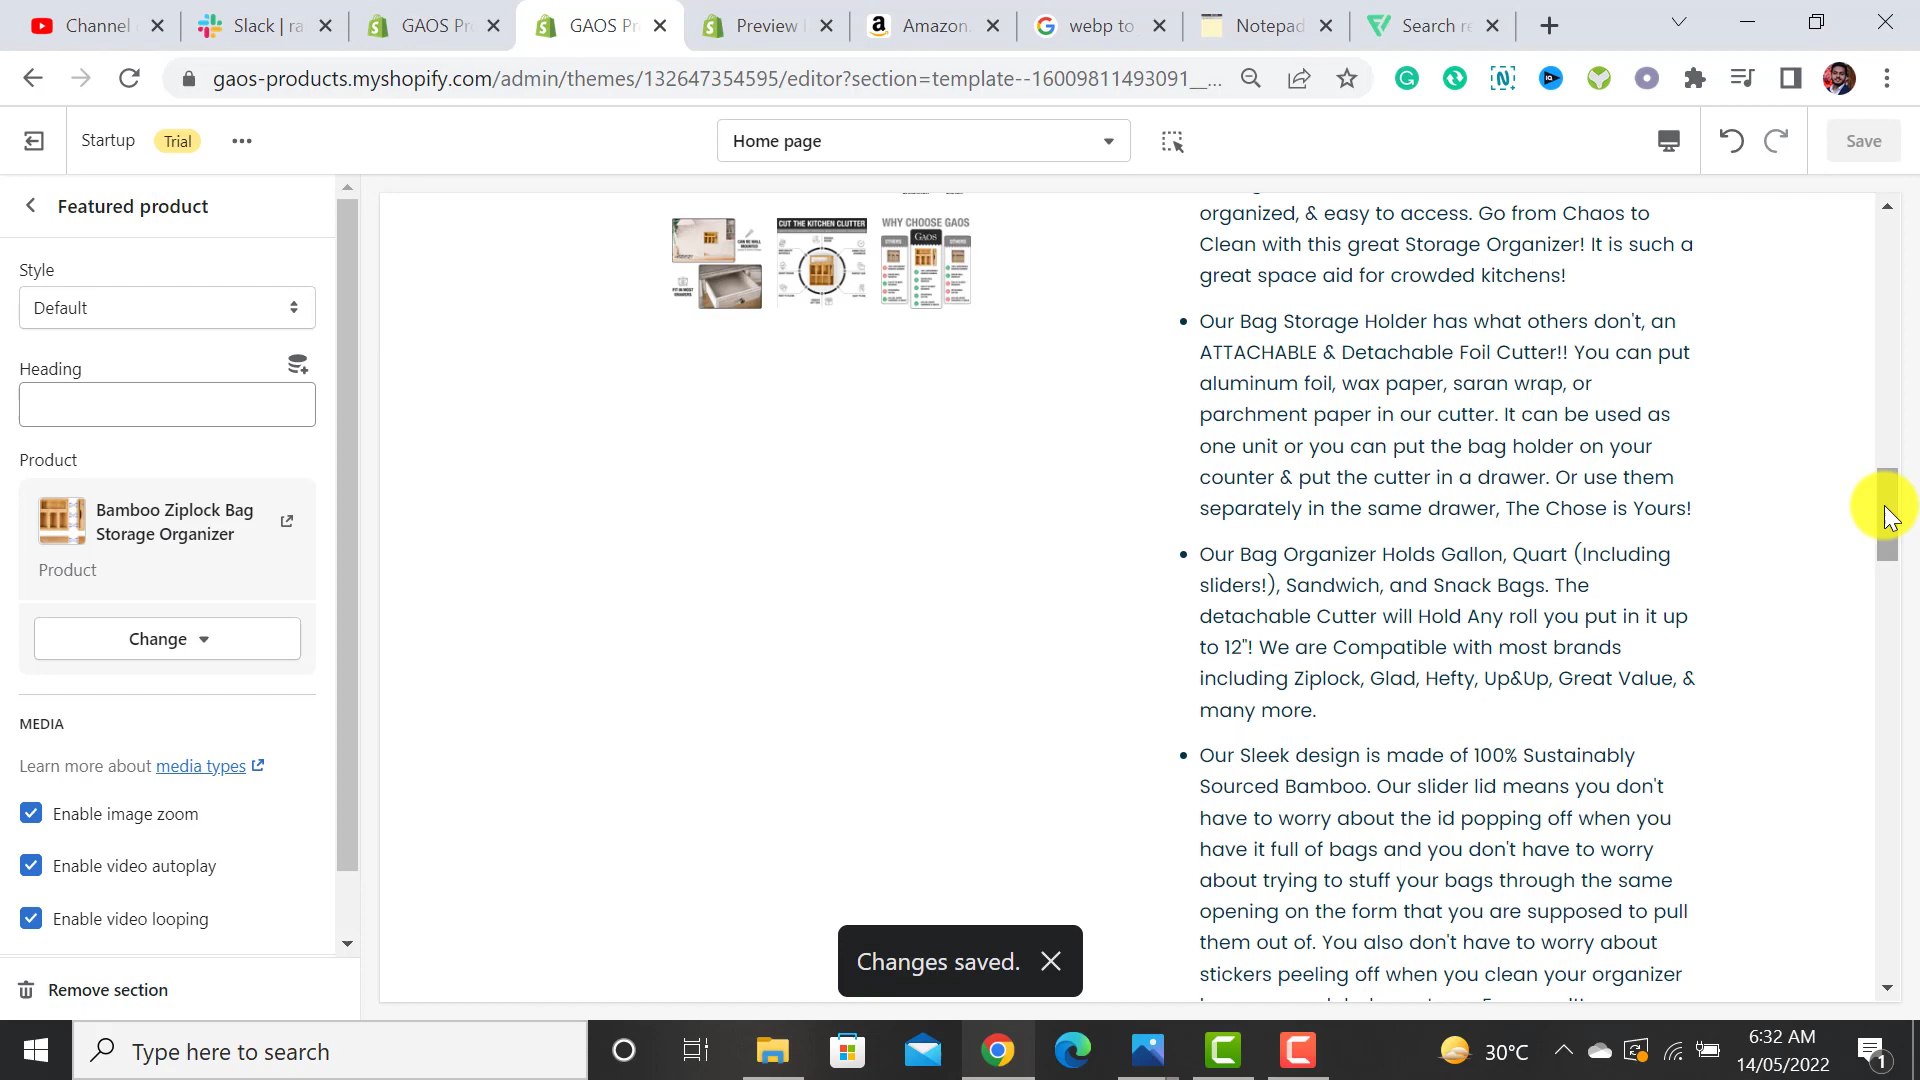 Channel
Slack | ra
GAOS Pr
GAOS Pr
Preview
Amazon.
webp to
Notepad
Search re
gaos-products.myshopify.com/admin/themes/132647354595/editor?section=template--16009811493091__...
Startup
Trial
Home page
Save
Featured product
Style
Default
Heading
Product
Bamboo Ziplock Bag
Storage Organizer
Product
Change
MEDIA
Learn more about media types
Enable image zoom
Enable video autoplay
Enable video looping
Remove section
CAN BE WALL
MOUNTED
FIT IN MOST
DRAWERS
CUT THE KITCHEN CLUTTER
WHY CHOOSE GAOS
OTHERS
GAOS
OTHERS
organized, & easy to access. Go from Chaos to
Clean with this great Storage Organizer! It is such a
great space aid for crowded kitchens!
Our Bag Storage Holder has what others don't, an
ATTACHABLE & Detachable Foil Cutter!! You can put
aluminum foil, wax paper, saran wrap, or
parchment paper in our cutter. It can be used as
one unit or you can put the bag holder on your
counter & put the cutter in a drawer. Or use them
separately in the same drawer, The Chose is Yours!
Our Bag Organizer Holds Gallon, Quart (Including
sliders!), Sandwich, and Snack Bags. The
detachable Cutter will Hold Any roll you put in it up
to 12"! We are Compatible with most brands
including Ziplock, Glad, Hefty, Up&Up, Great Value, &
many more.
Our Sleek design is made of 100% Sustainably
Sourced Bamboo. Our slider lid means you don't
have to worry about the id popping off when you
have it full of bags and you don't have to worry
about trying to stuff your bags through the same
opening on the form that you are supposed to pull
them out of. You also don't have to worry about
stickers peeling off when you clean your organizer
Changes saved.
Type here to search
30°C
6:32 AM
14/05/2022
1